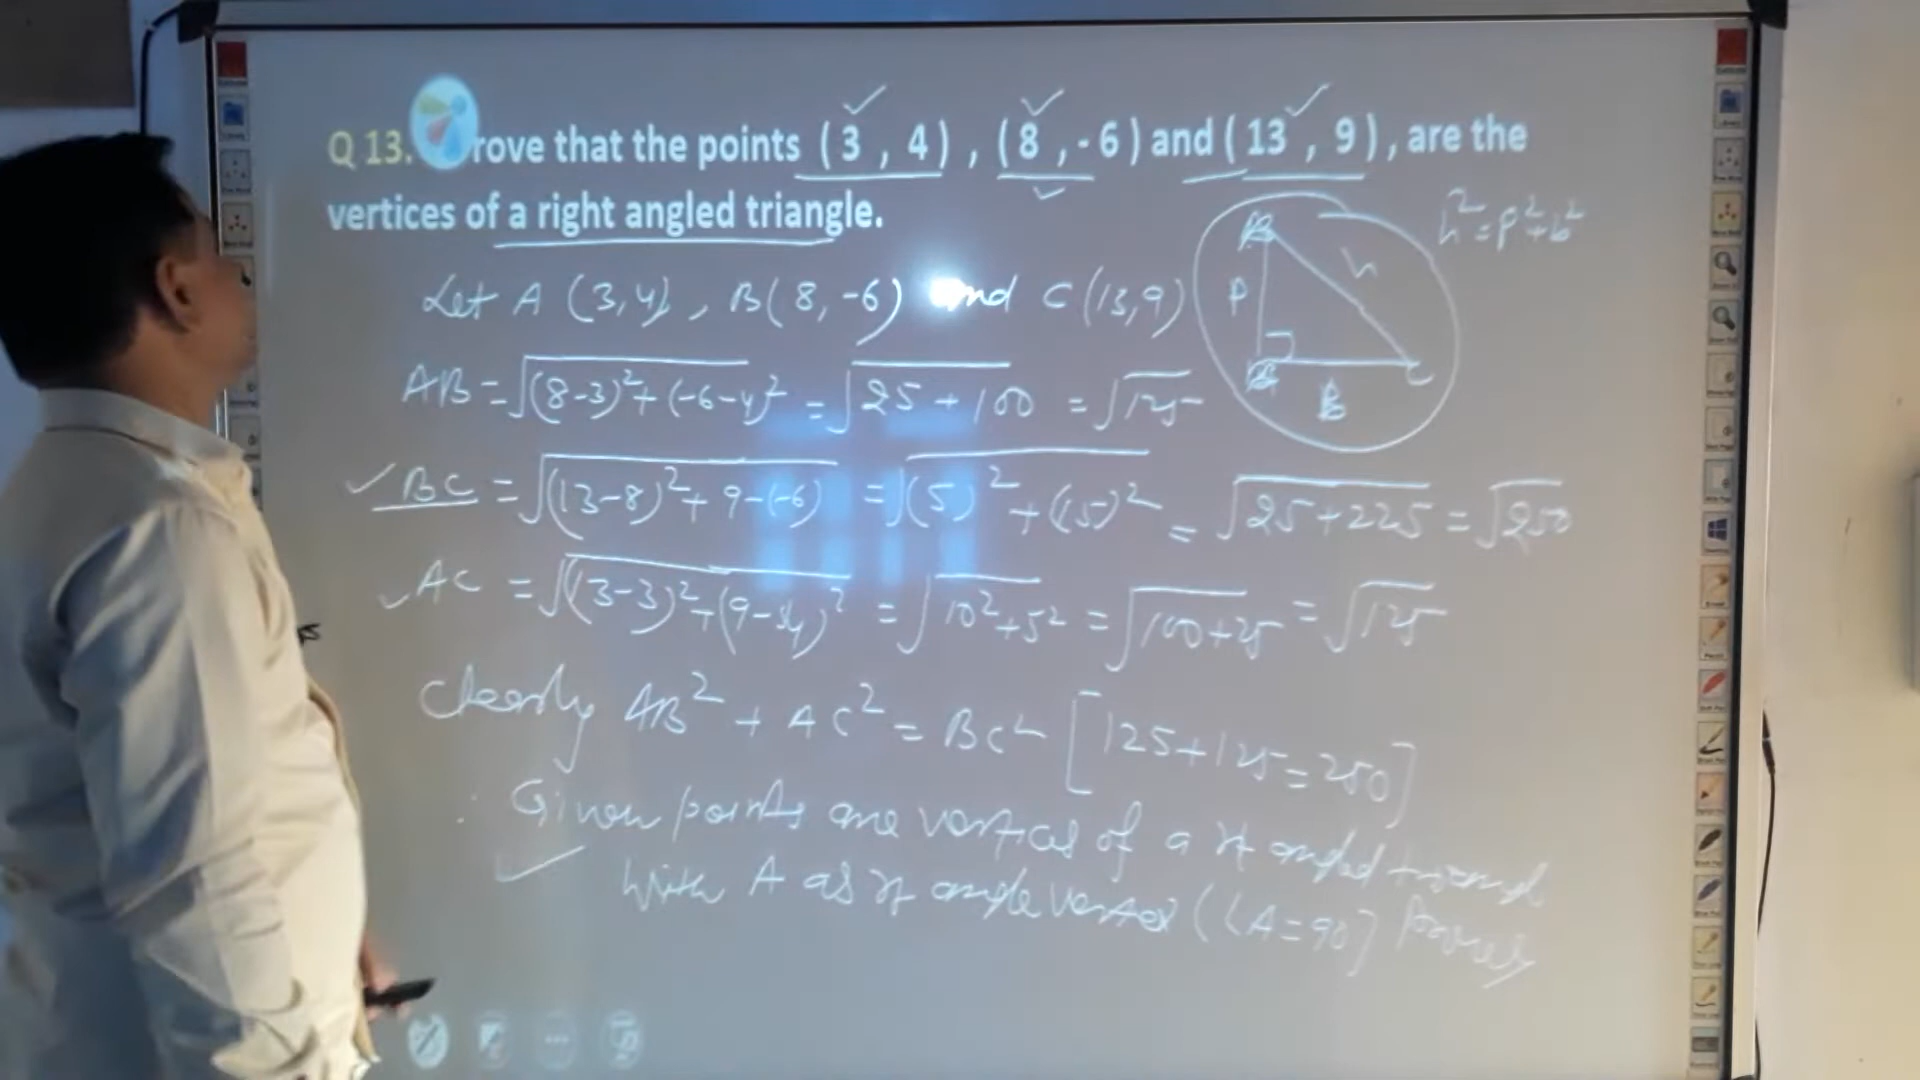 Q 13. Prove that the points (3 , 4) , (8 , -6) and (13 , 9) , are the
vertices of a right angled triangle.
h² = p² + b²
B
h
P
A
C
B
Let A (3,4) , B(8, -6) and C(13,9)
AB = √(8-3)² + (-6-4)² = √25 + 100 = √125
BC = √(13-8)² + 9-(-6) = √(5)² + (15)² = √25+225 = √250
AC = √(13-3)² + (9-4)² = √10² + 5² = √100+25 = √125
Clearly AB² + AC² = BC² [125+125=250]
∴ Given points are vertices of a rt angled triangle
With A as rt angle vertex (∠A=90] Proved